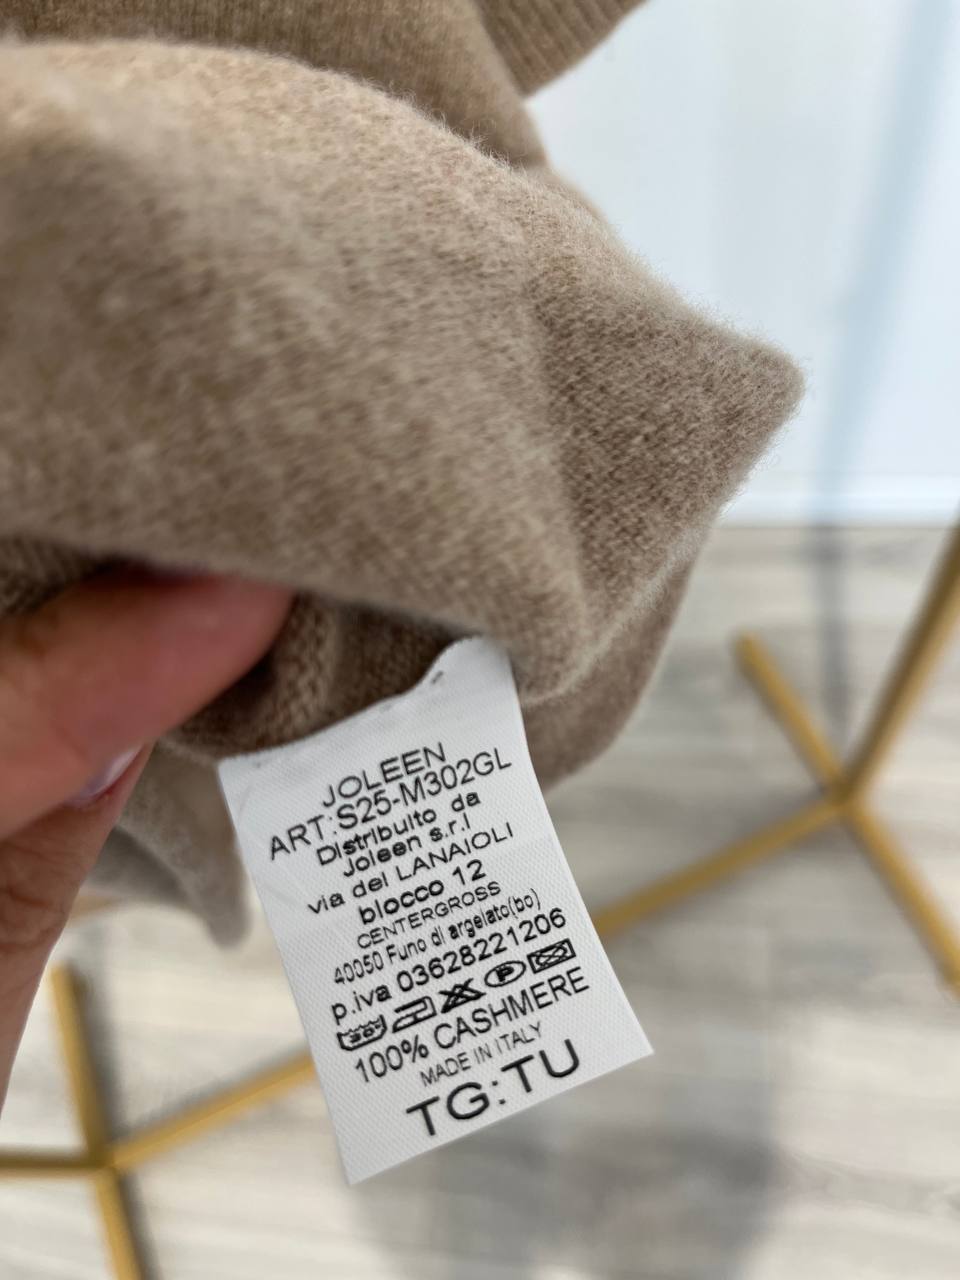 JOLEEN
ART:S25-M302GL
Distribuito da
Joleen s.r.l
via del LANAIOLI
blocco 12
CENTERGROSS
40050 Funo di argelato(bo)
p.iva 03628221206
30° P
100% CASHMERE
MADE IN ITALY
TG:TU